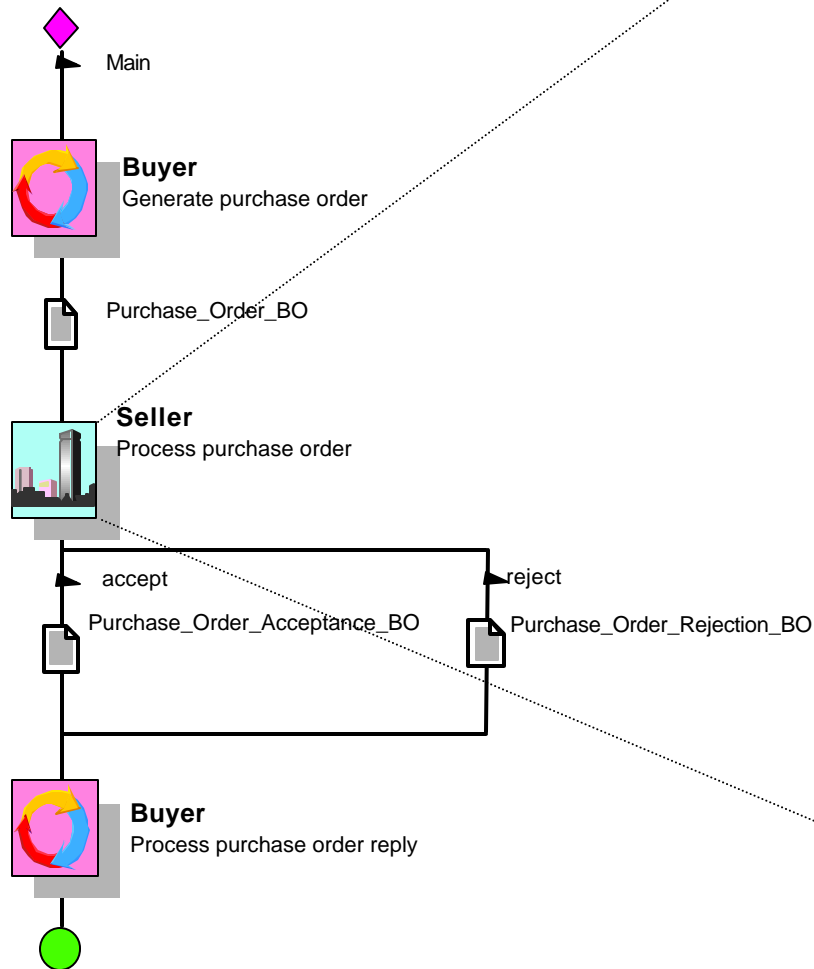 Main
Buyer
Generate purchase order
Purchase_Order_BO
Seller
Process purchase order
accept
reject
Purchase_Order_Acceptance_BO
Purchase_Order_Rejection_BO
Buyer
Process purchase order reply